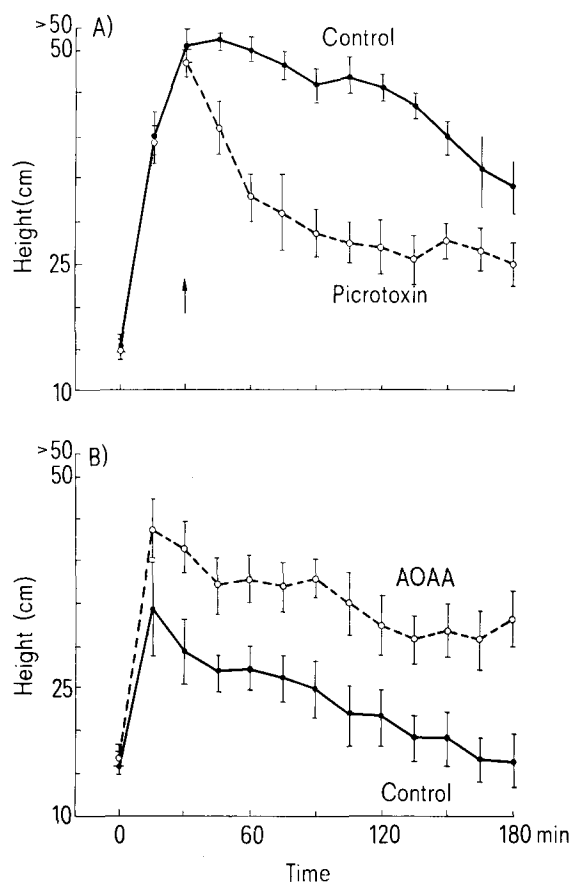 >50
A)
50
Control
Height(cm)
25
Picrotoxin
10
>50
B)
50
AOAA
Height (cm)
25
Control
10
0 60 120 180 min
Time